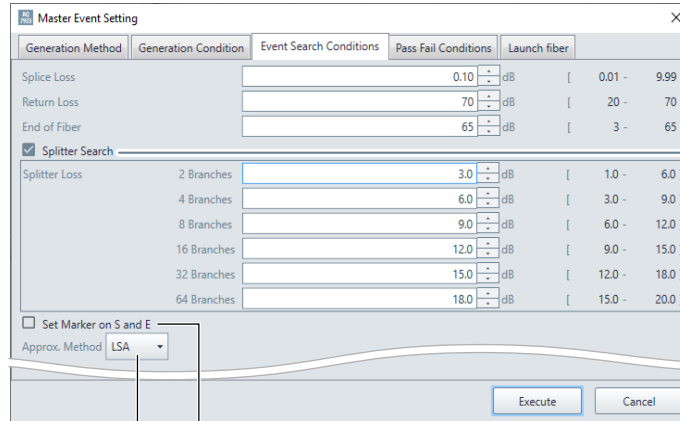 AQ 7933 Master Event Setting
Generation Method Generation Condition Event Search Conditions Pass Fail Conditions Launch fiber
Splice Loss 0.10 dB [ 0.01 - 9.99
Return Loss 70 dB [ 20 - 70
End of Fiber 65 dB [ 3 - 65
Splitter Search
Splitter Loss 2 Branches 3.0 dB [ 1.0 - 6.0
4 Branches 6.0 dB [ 3.0 - 9.0
8 Branches 9.0 dB [ 6.0 - 12.0
16 Branches 12.0 dB [ 9.0 - 15.0
32 Branches 15.0 dB [ 12.0 - 18.0
64 Branches 18.0 dB [ 15.0 - 20.0
Set Marker on S and E
Approx. Method LSA
Execute Cancel